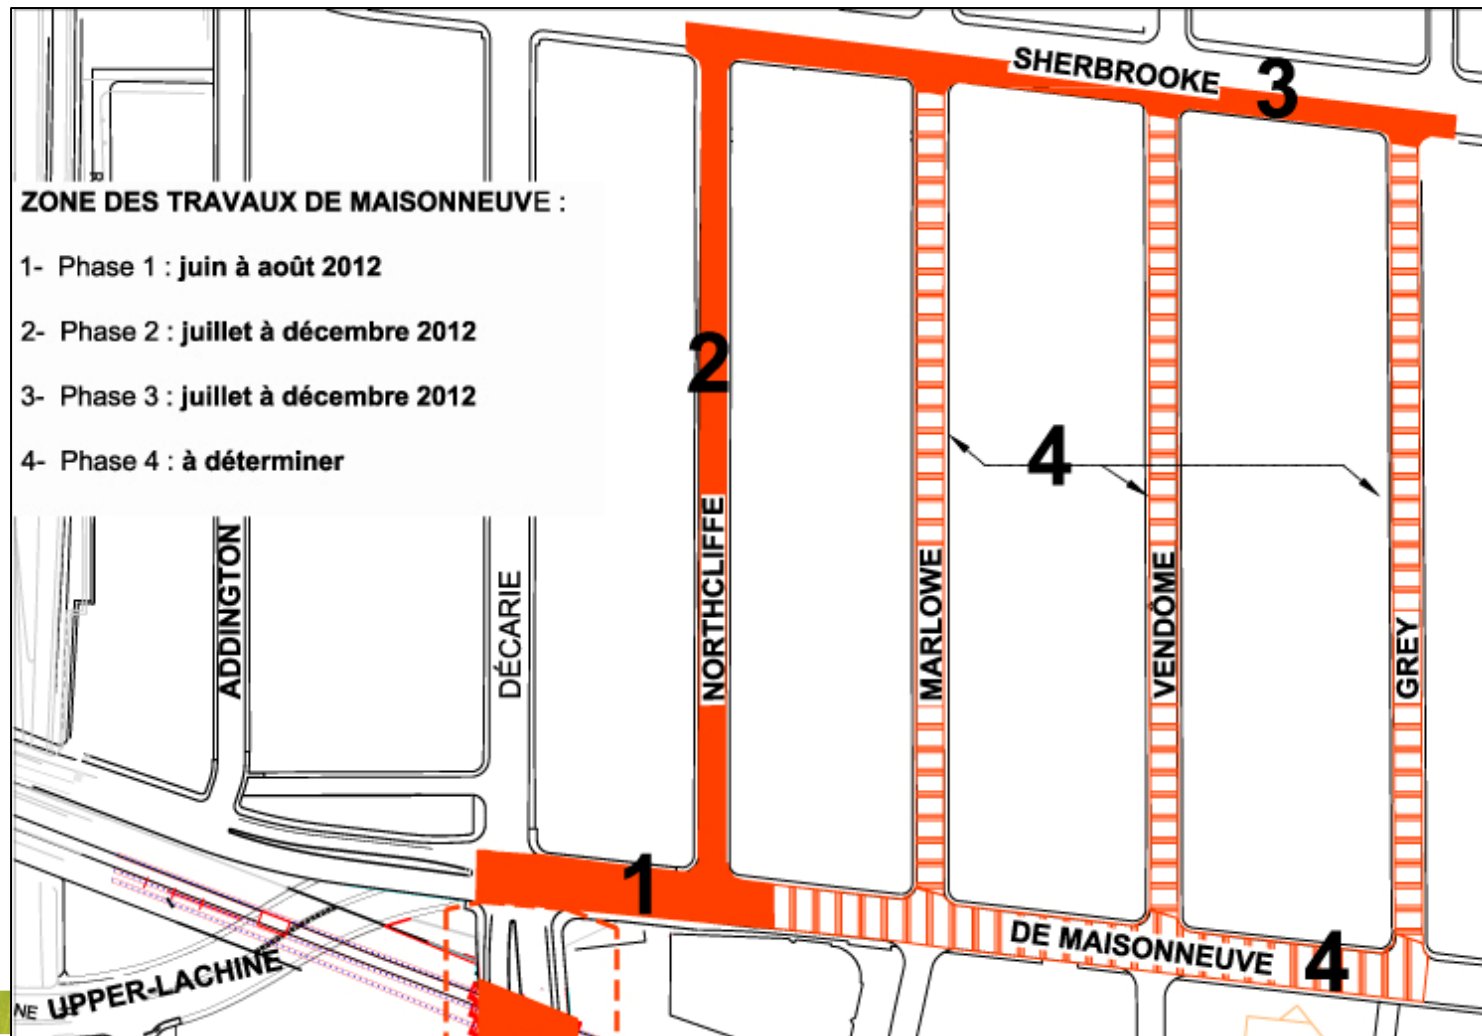 SHERBROOKE
3
ZONE DES TRAVAUX DE MAISONNEUVE :
1- Phase 1 : juin à août 2012
2- Phase 2 : juillet à décembre 2012
3- Phase 3 : juillet à décembre 2012
4- Phase 4 : à déterminer
2
4
ADDINGTON
DÉCARIE
NORTHCLIFFE
MARLOWE
VENDÔME
GREY
1
DE MAISONNEUVE
4
UPPER-LACHINE